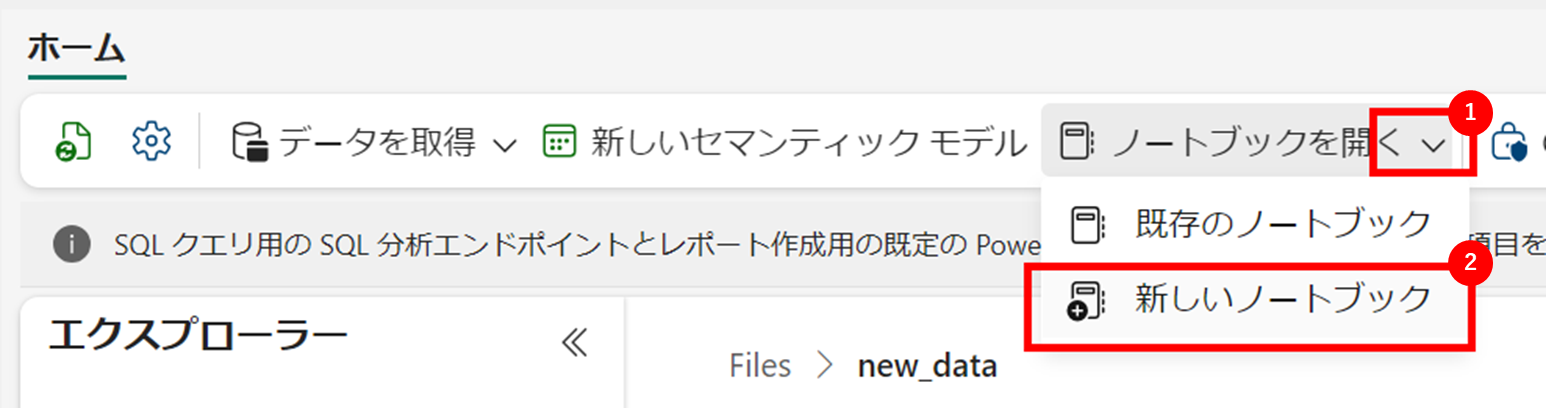 ホーム
データを取得 新しいセマンティック モデル ノートブックを開く 1
既存のノートブック
SQL クエリ用の SQL 分析エンドポイントとレポート作成用の既定の Powe 項目を
2
新しいノートブック
エクスプローラー
Files > new_data